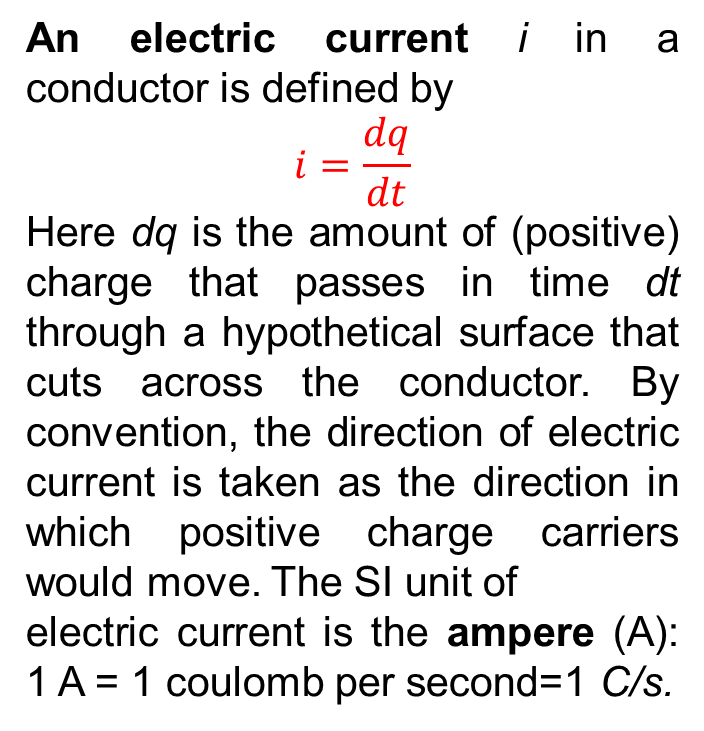 An electric current i in a
conductor is defined by
i = dq/dt
Here dq is the amount of (positive)
charge that passes in time dt
through a hypothetical surface that
cuts across the conductor. By
convention, the direction of electric
current is taken as the direction in
which positive charge carriers
would move. The SI unit of
electric current is the ampere (A):
1 A = 1 coulomb per second=1 C/s.